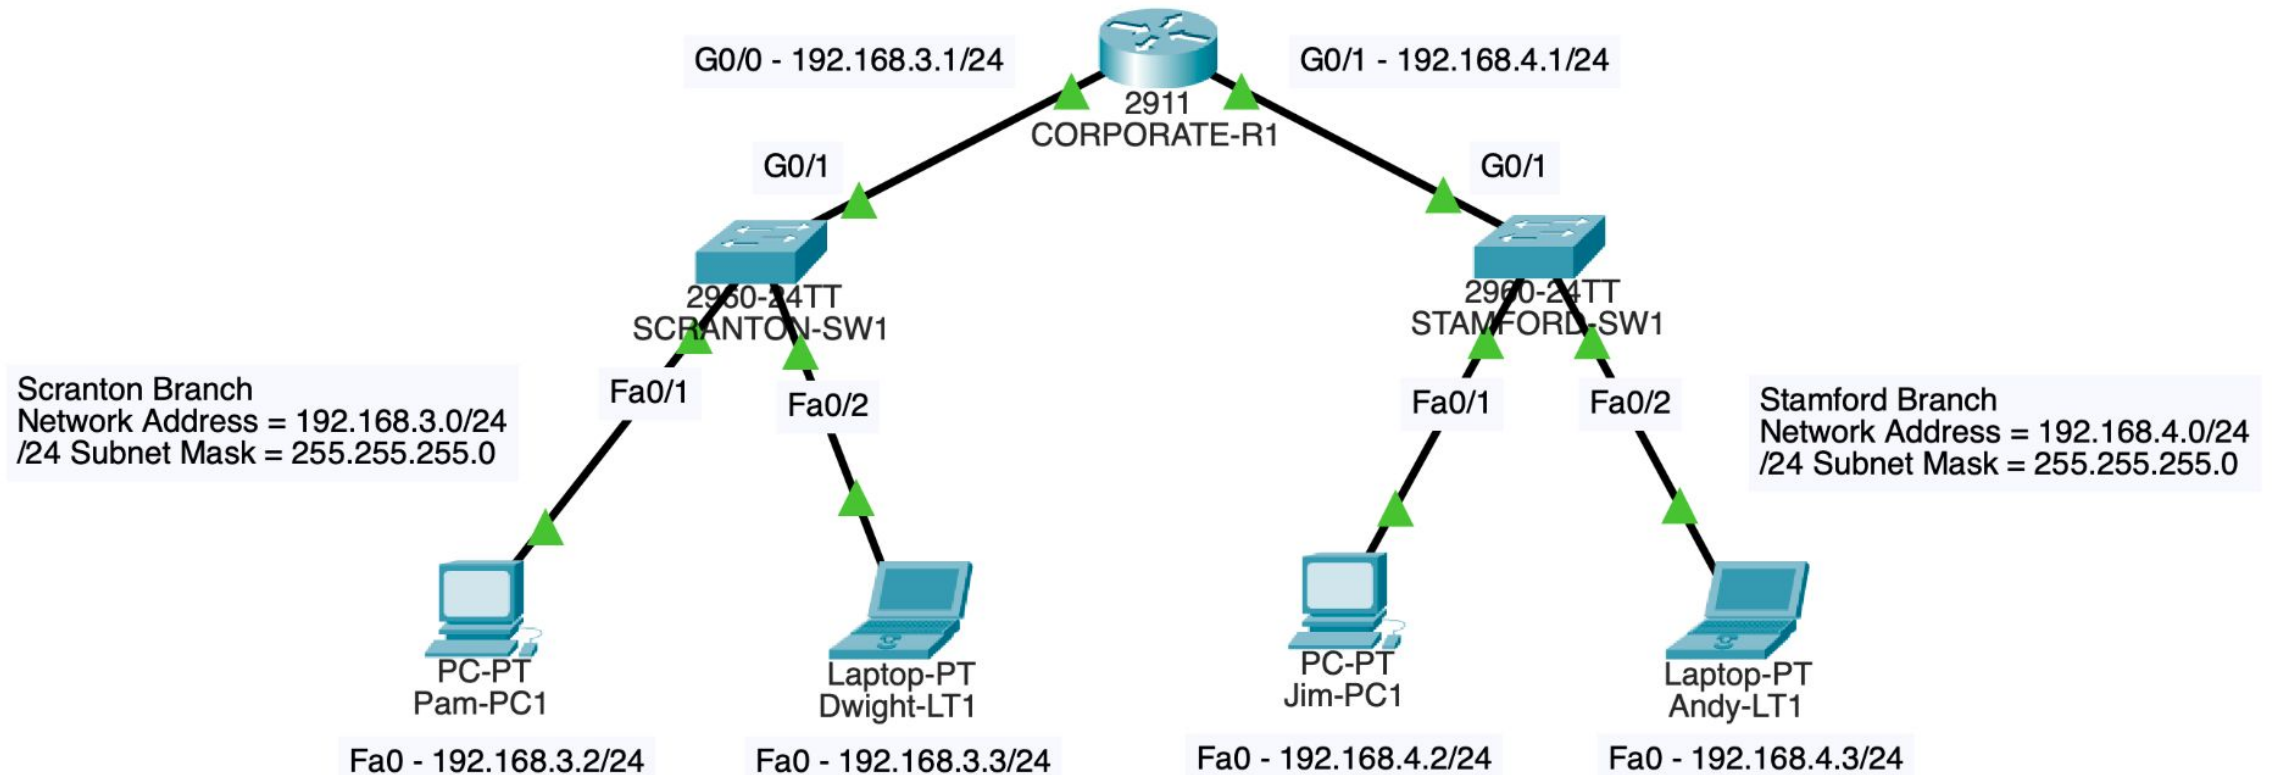 G0/0 - 192.168.3.1/24
G0/1 - 192.168.4.1/24
2911
CORPORATE-R1
G0/1
G0/1
2960-24TT
SCRANTON-SW1
2960-24TT
STAMFORD-SW1
Scranton Branch
Network Address = 192.168.3.0/24
/24 Subnet Mask = 255.255.255.0
Fa0/1
Fa0/2
Fa0/1
Fa0/2
Stamford Branch
Network Address = 192.168.4.0/24
/24 Subnet Mask = 255.255.255.0
PC-PT
Pam-PC1
Laptop-PT
Dwight-LT1
PC-PT
Jim-PC1
Laptop-PT
Andy-LT1
Fa0 - 192.168.3.2/24
Fa0 - 192.168.3.3/24
Fa0 - 192.168.4.2/24
Fa0 - 192.168.4.3/24